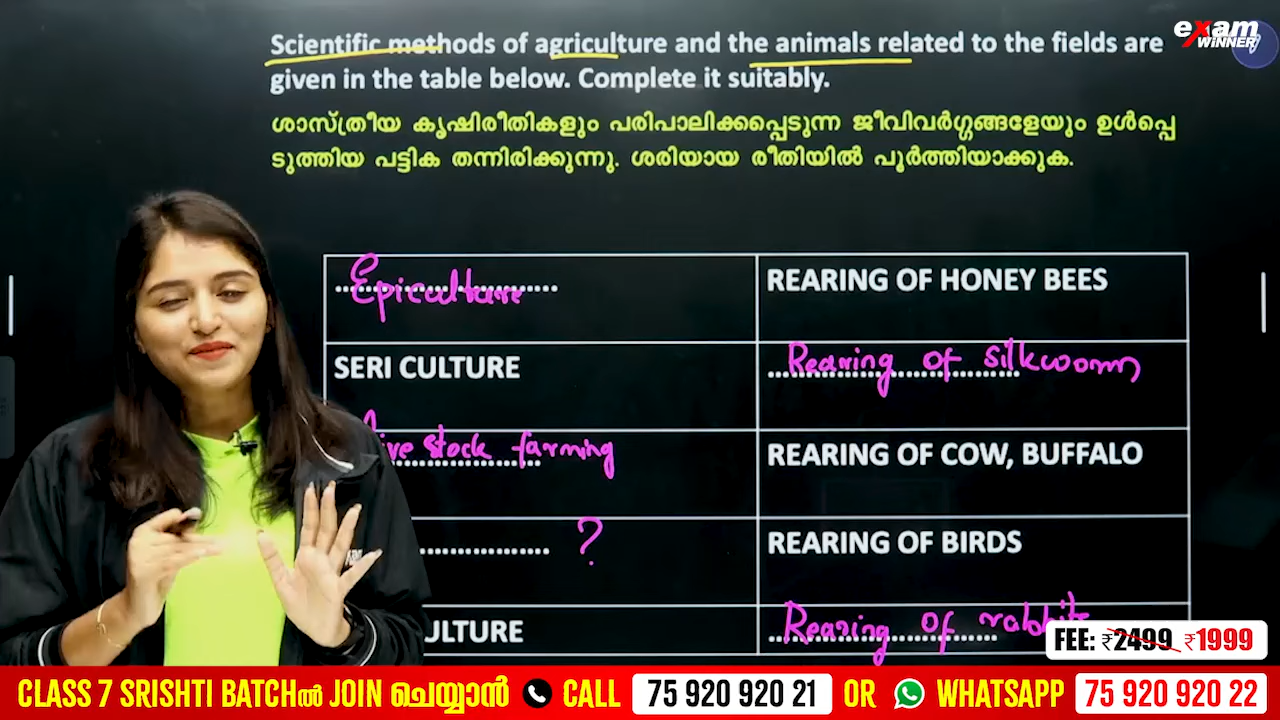 exam
WINNER
Scientific methods of agriculture and the animals related to the fields are
given in the table below. Complete it suitably.
ശാസ്ത്രീയ കൃഷിരീതികളും പരിപാലിക്കപ്പെടുന്ന ജീവിവർഗ്ഗങ്ങളേയും ഉൾപ്പെ
ടുത്തിയ പട്ടിക തന്നിരിക്കുന്നു. ശരിയായ രീതിയിൽ പൂർത്തിയാക്കുക.
Epiculture
REARING OF HONEY BEES
SERI CULTURE
Rearing of silkworm
Live stock farming
REARING OF COW, BUFFALO
?
REARING OF BIRDS
ULTURE
Rearing of rabbits
FEE: ₹2499 ₹1999
CLASS 7 SRISHTI BATCHൽ JOIN ചെയ്യാൻ CALL 75 920 920 21 OR WHATSAPP 75 920 920 22